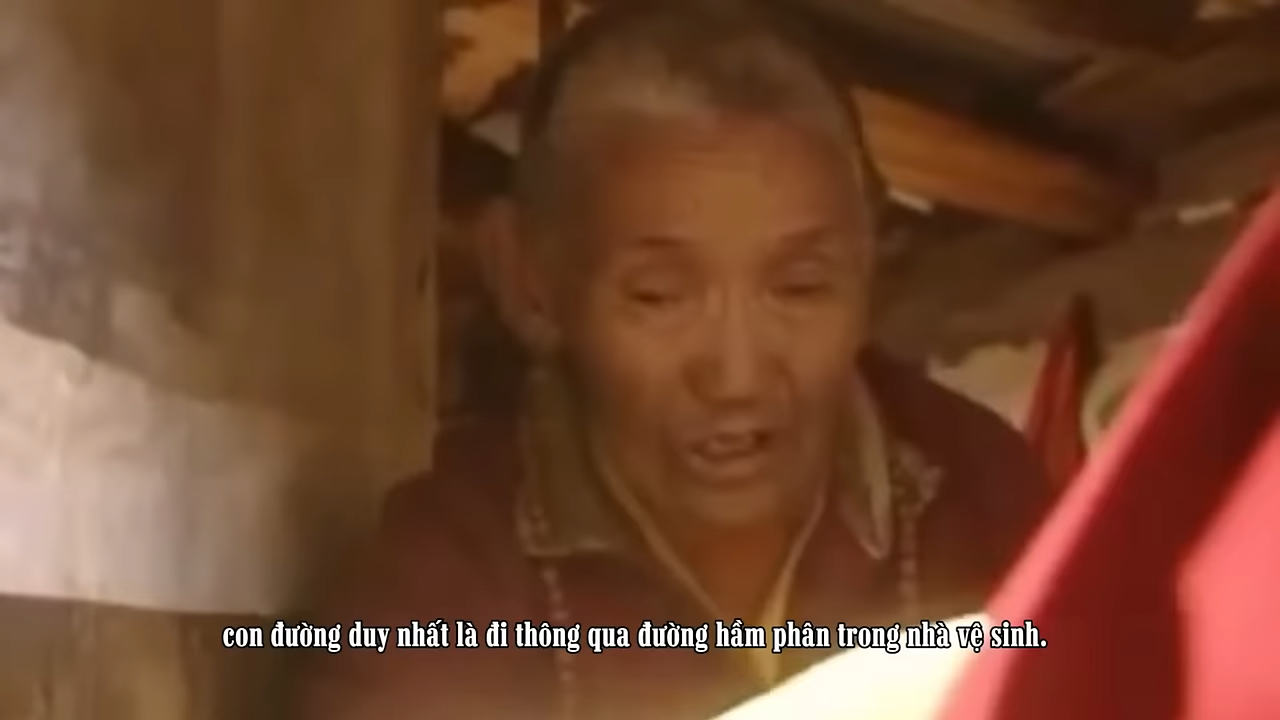 con đường duy nhất là đi thông qua đường hầm phân trong nhà vệ sinh.